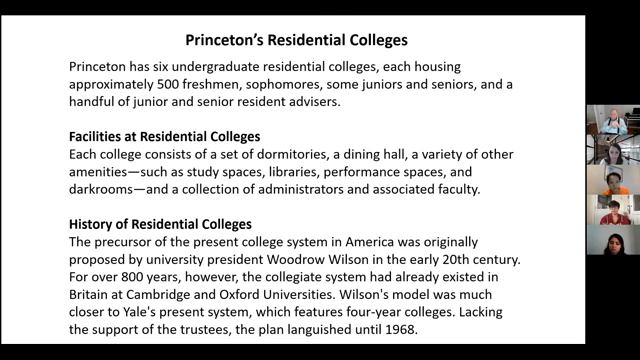 Princeton's Residential Colleges
Princeton has six undergraduate residential colleges, each housing
approximately 500 freshmen, sophomores, some juniors and seniors, and a
handful of junior and senior resident advisers.
Facilities at Residential Colleges
Each college consists of a set of dormitories, a dining hall, a variety of other
amenities—such as study spaces, libraries, performance spaces, and
darkrooms—and a collection of administrators and associated faculty.
History of Residential Colleges
The precursor of the present college system in America was originally
proposed by university president Woodrow Wilson in the early 20th century.
For over 800 years, however, the collegiate system had already existed in
Britain at Cambridge and Oxford Universities. Wilson's model was much
closer to Yale's present system, which features four-year colleges. Lacking
the support of the trustees, the plan languished until 1968.